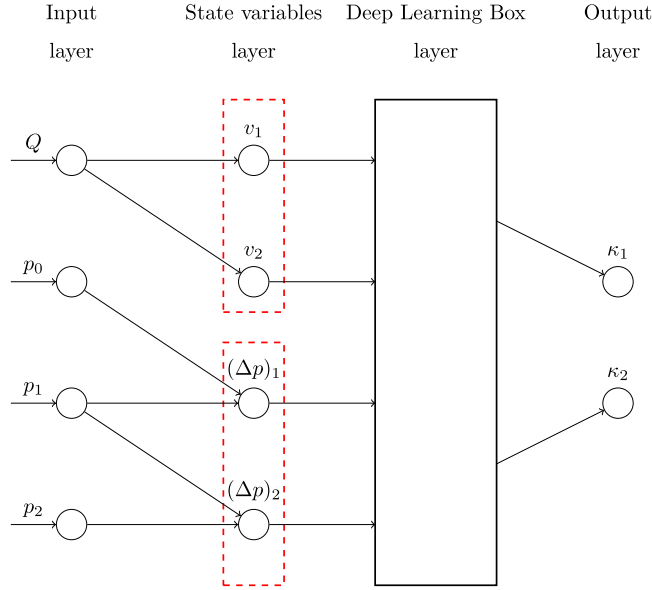 Input State variables Deep Learning Box Output
layer layer layer layer
Q v₁
p₀ v₂ κ₁
p₁ (Δp)₁ κ₂
p₂ (Δp)₂